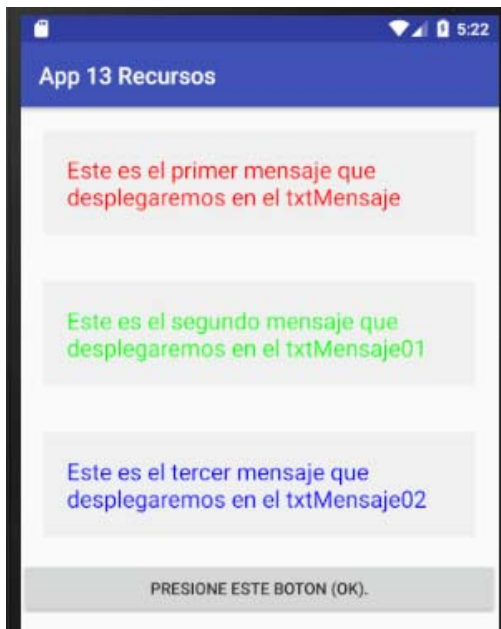 5:22
App 13 Recursos
Este es el primer mensaje que
desplegaremos en el txtMensaje
Este es el segundo mensaje que
desplegaremos en el txtMensaje01
Este es el tercer mensaje que
desplegaremos en el txtMensaje02
PRESIONE ESTE BOTON (OK).